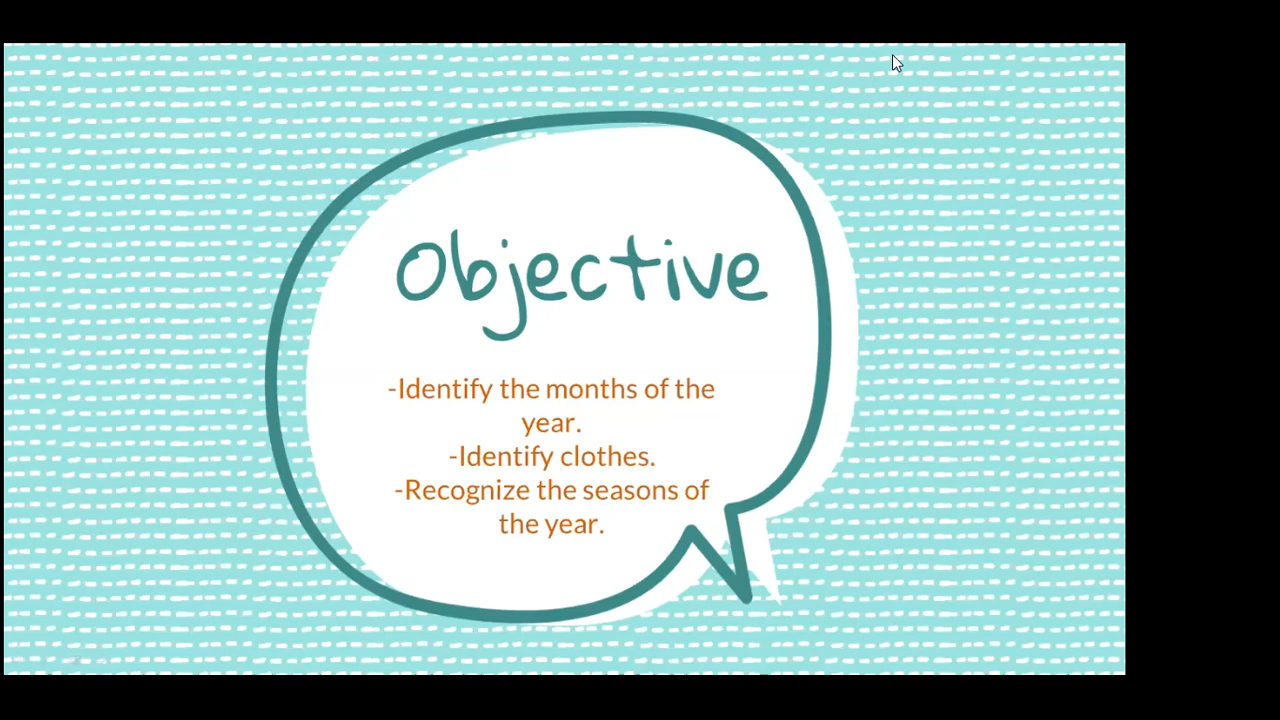 Objective
-Identify the months of the
year.
-Identify clothes.
-Recognize the seasons of
the year.